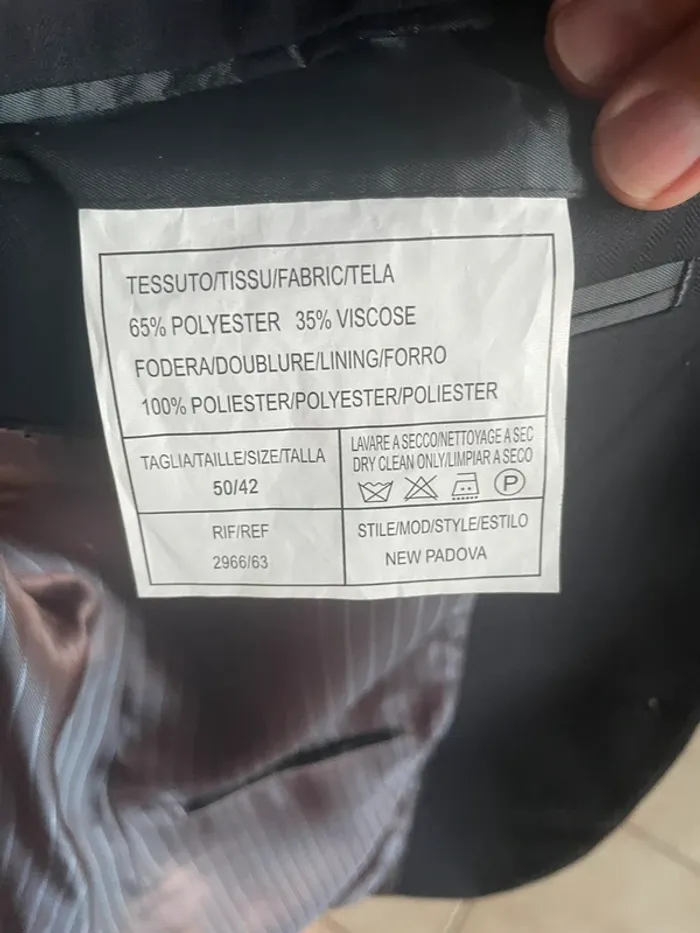 TESSUTO/TISSU/FABRIC/TELA
65% POLYESTER 35% VISCOSE
FODERA/DOUBLURE/LINING/FORRO
100% POLIESTER/POLYESTER/POLIESTER
TAGLIA/TAILLE/SIZE/TALLA
50/42
LAVARE A SECCO/NETTOYAGE A SEC
DRY CLEAN ONLY/LIMPIAR A SECO
P
RIF/REF
2966/63
STILE/MOD/STYLE/ESTILO
NEW PADOVA